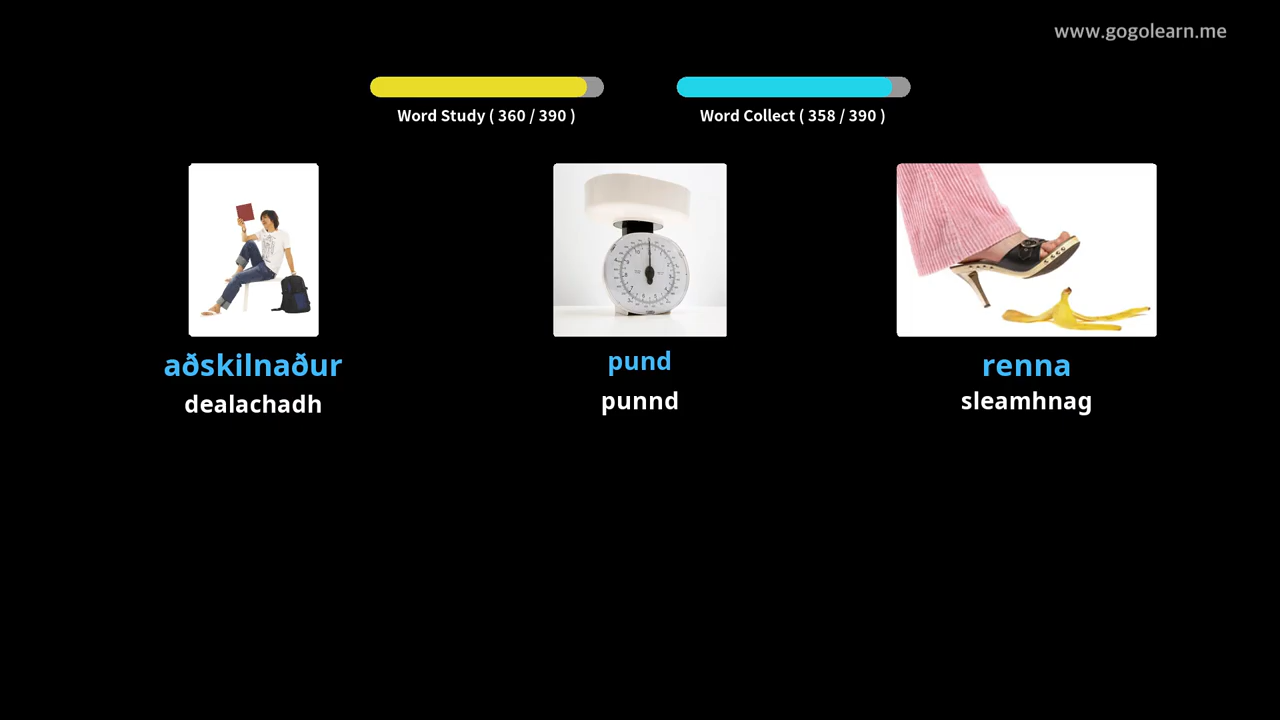 www.gogolearn.me
Word Study ( 360 / 390 )
Word Collect ( 358 / 390 )
aðskilnaður
dealachadh
pund
punnd
renna
sleamhnag